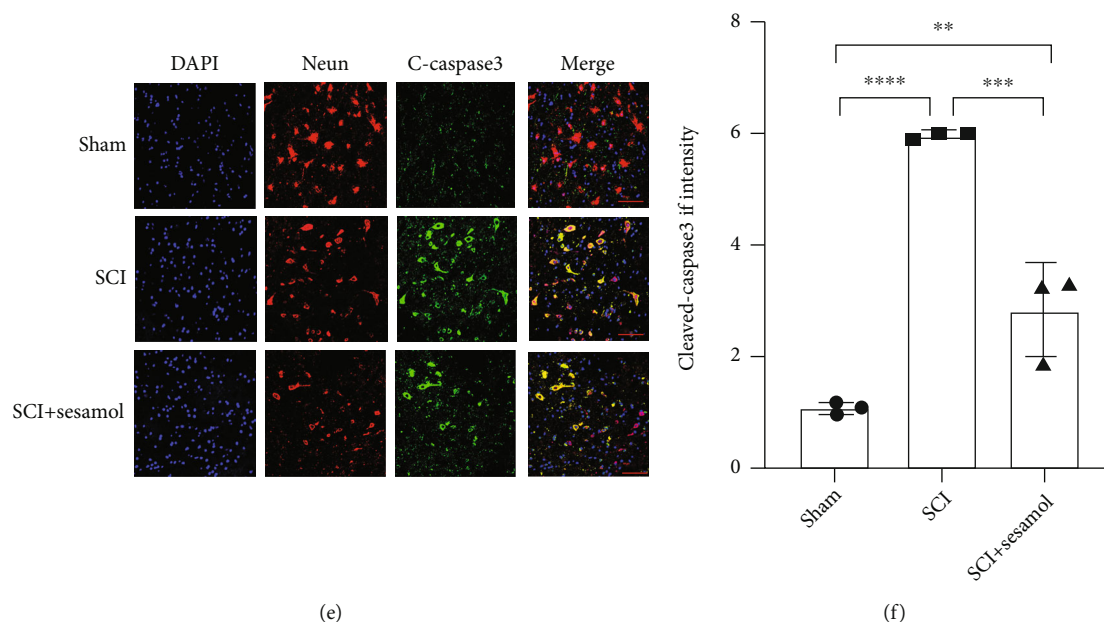 DAPI Neun C-caspase3 Merge
Sham
SCI
SCI+sesamol
(e)
Cleaved-caspase3 if intensity
8
6
4
2
0
**
**** ***
Sham SCI SCI+sesamol
(f)